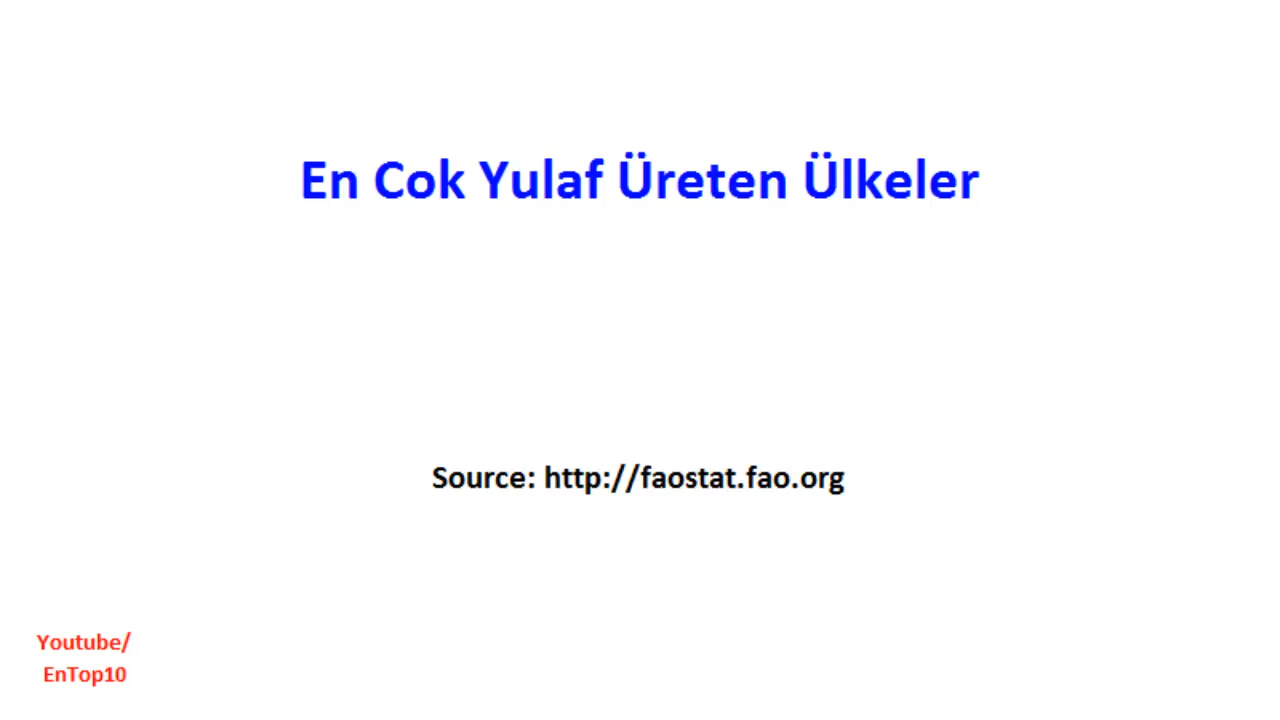 En Cok Yulaf Üreten Ülkeler
Source: http://faostat.fao.org
Youtube/
EnTop10